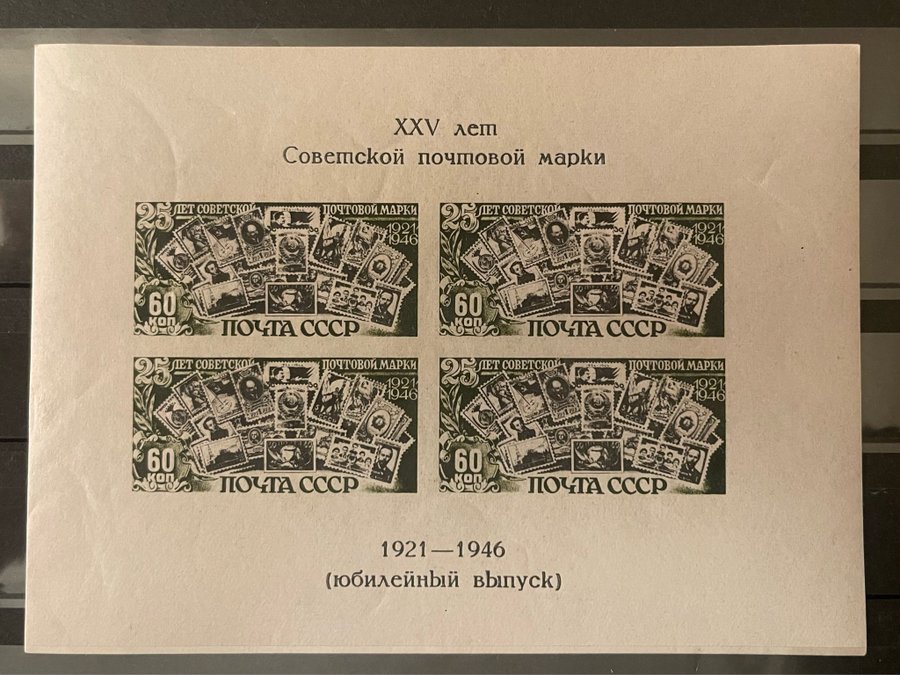 XXV лет
Советской почтовой марки
25 ЛЕТ СОВЕТСКОЙ ПОЧТОВОЙ МАРКИ
1921
1946
60
КОП
ПОЧТА СССР
25 ЛЕТ СОВЕТСКОЙ ПОЧТОВОЙ МАРКИ
1921
1946
60
КОП
ПОЧТА СССР
25 ЛЕТ СОВЕТСКОЙ ПОЧТОВОЙ МАРКИ
1921
1946
60
КОП
ПОЧТА СССР
25 ЛЕТ СОВЕТСКОЙ ПОЧТОВОЙ МАРКИ
1921
1946
60
КОП
ПОЧТА СССР
1921—1946
(юбилейный выпуск)